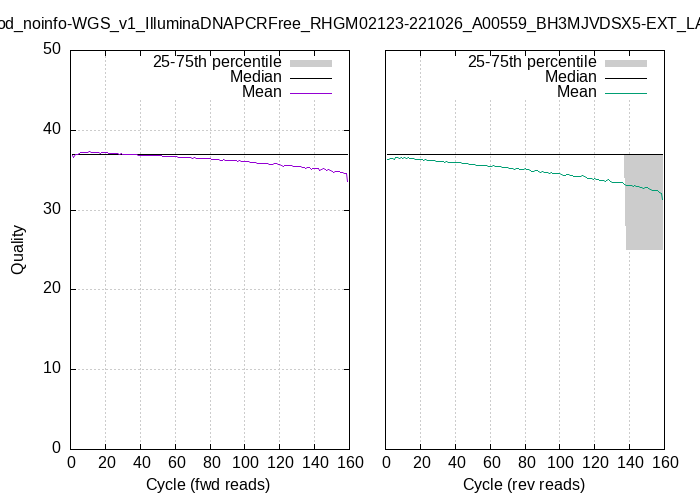 od_noinfo-WGS_v1_IlluminaDNAPCRFree_RHGM02123-221026_A00559_BH3MJVDSX5-EXT_LA
50
40
30
20
10
0
Quality
25-75th percentile
Median
Mean
0 20 40 60 80 100 120 140 160
Cycle (fwd reads)
25-75th percentile
Median
Mean
0 20 40 60 80 100 120 140 160
Cycle (rev reads)